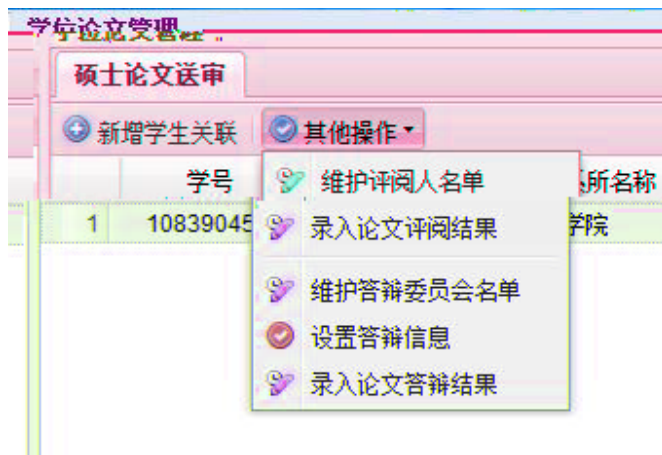 学位论文管理
硕士论文送审
新增学生关联 其他操作
学号 维护评阅人名单 所名称
1 10839045 录入论文评阅结果 学院
维护答辩委员会名单
设置答辩信息
录入论文答辩结果